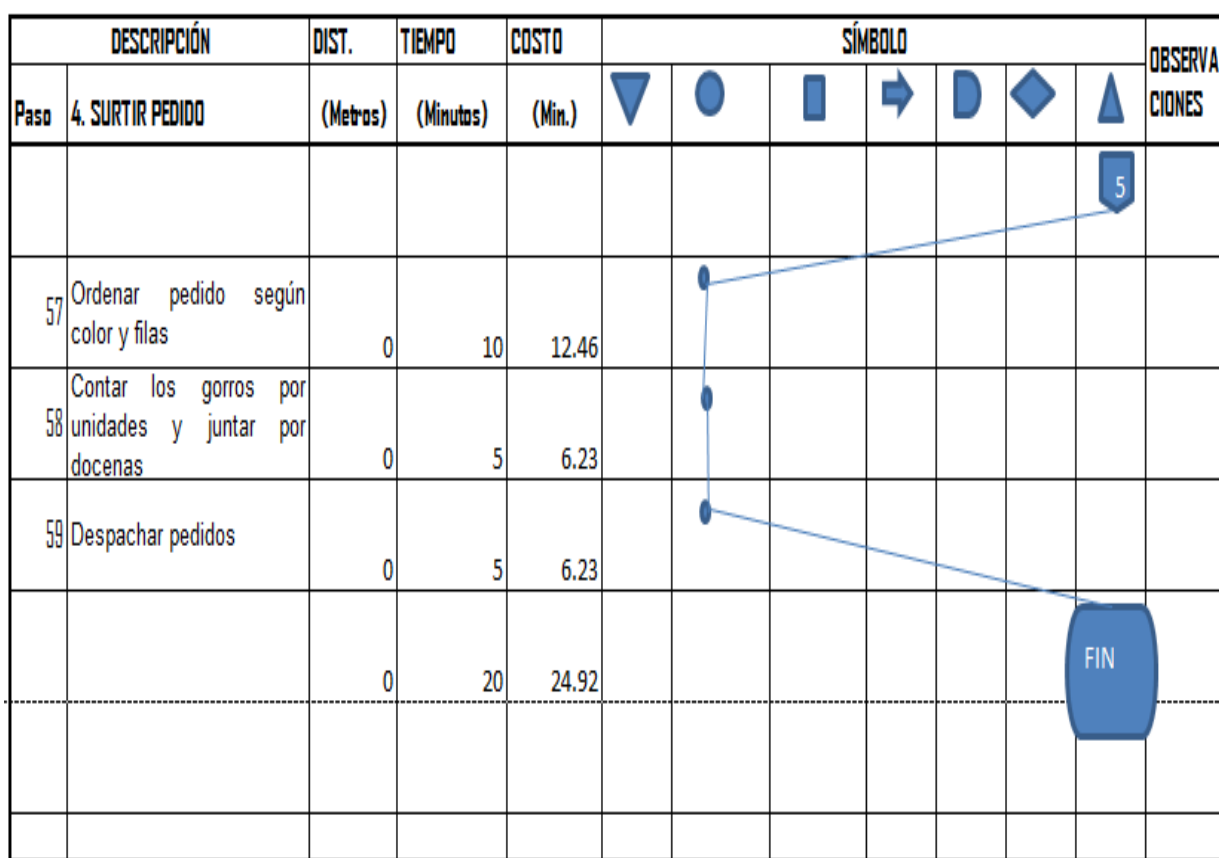 DESCRIPCIÓN DIST. TIEMPO COSTO SÍMBOLO OBSERVA
CIONES
Paso 4. SURTIR PEDIDO (Metros) (Minutos) (Min.)
5
57 Ordenar pedido según
color y filas 0 10 12.46
58 Contar los gorros por
unidades y juntar por
docenas 0 5 6.23
59 Despachar pedidos 0 5 6.23
0 20 24.92 FIN